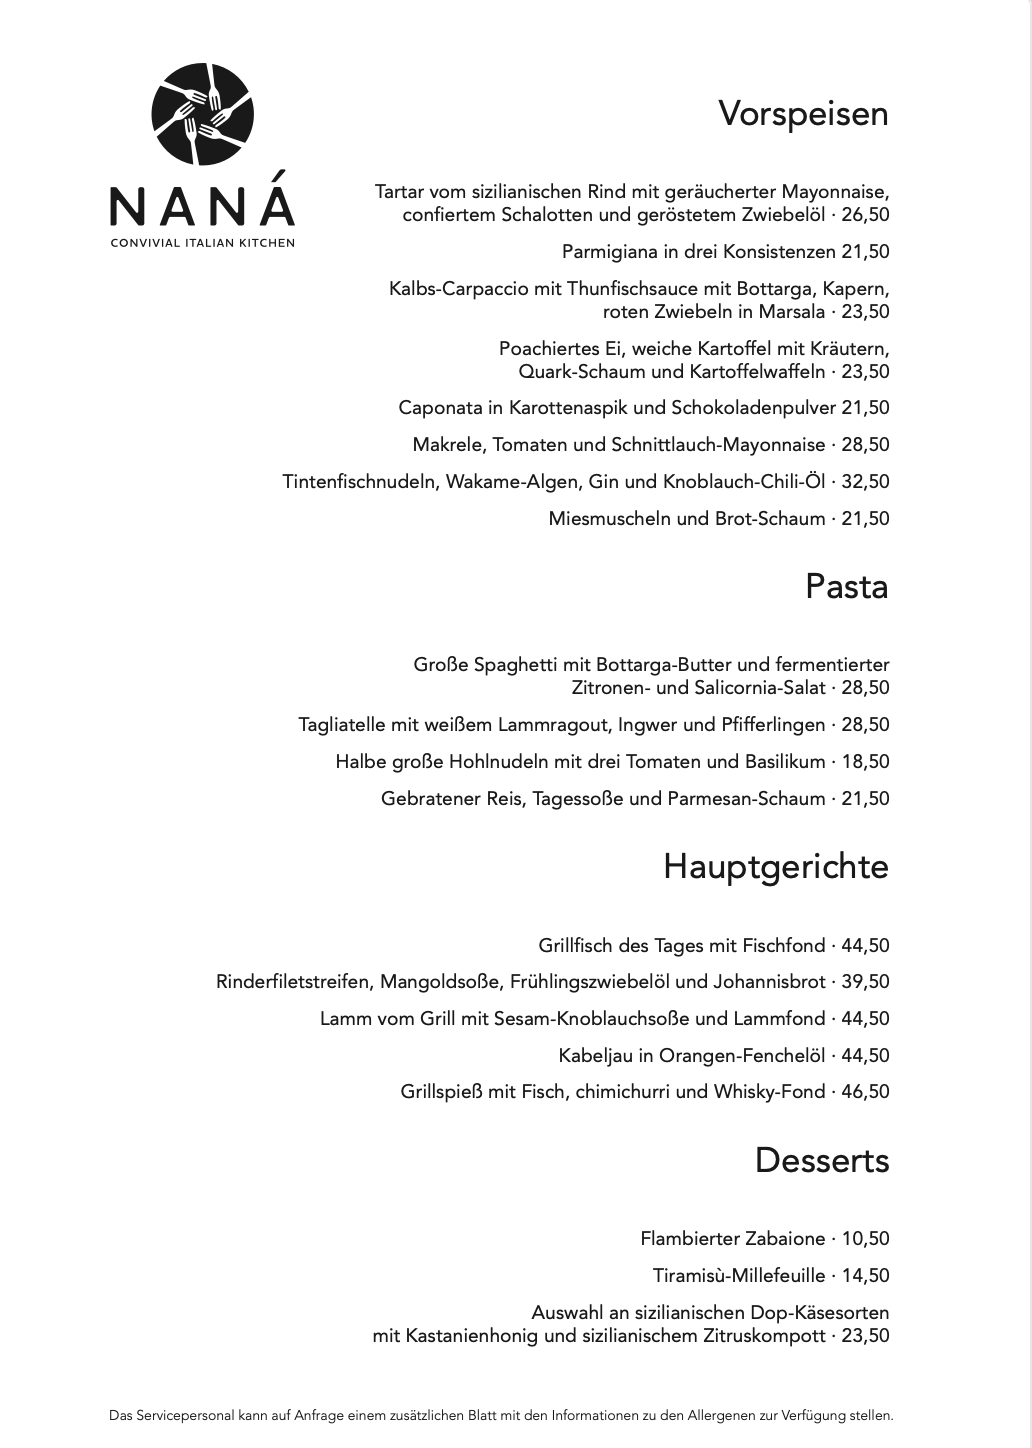 NANÁ
CONVIVIAL ITALIAN KITCHEN
Vorspeisen
Tartar vom sizilianischen Rind mit geräucherter Mayonnaise,
confiertem Schalotten und geröstetem Zwiebelöl · 26,50
Parmigiana in drei Konsistenzen 21,50
Kalbs-Carpaccio mit Thunfischsauce mit Bottarga, Kapern,
roten Zwiebeln in Marsala · 23,50
Poachiertes Ei, weiche Kartoffel mit Kräutern,
Quark-Schaum und Kartoffelwaffeln · 23,50
Caponata in Karottenaspik und Schokoladenpulver 21,50
Makrele, Tomaten und Schnittlauch-Mayonnaise · 28,50
Tintenfischnudeln, Wakame-Algen, Gin und Knoblauch-Chili-Öl · 32,50
Miesmuscheln und Brot-Schaum · 21,50
Pasta
Große Spaghetti mit Bottarga-Butter und fermentierter
Zitronen- und Salicornia-Salat · 28,50
Tagliatelle mit weißem Lammragout, Ingwer und Pfifferlingen · 28,50
Halbe große Hohlnudeln mit drei Tomaten und Basilikum · 18,50
Gebratener Reis, Tagessoße und Parmesan-Schaum · 21,50
Hauptgerichte
Grillfisch des Tages mit Fischfond · 44,50
Rinderfiletstreifen, Mangoldsoße, Frühlingszwiebelöl und Johannisbrot · 39,50
Lamm vom Grill mit Sesam-Knoblauchsoße und Lammfond · 44,50
Kabeljau in Orangen-Fenchelöl · 44,50
Grillspieß mit Fisch, chimichurri und Whisky-Fond · 46,50
Desserts
Flambierter Zabaione · 10,50
Tiramisù-Millefeuille · 14,50
Auswahl an sizilianischen Dop-Käsesorten
mit Kastanienhonig und sizilianischem Zitruskompott · 23,50
Das Servicepersonal kann auf Anfrage einem zusätzlichen Blatt mit den Informationen zu den Allergenen zur Verfügung stellen.